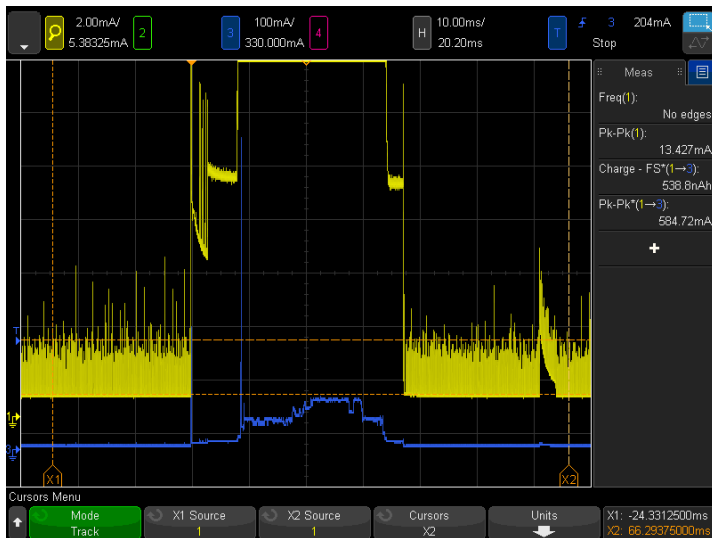 2.00mA/
5.38325mA
2
3
100mA/
330.000mA
4
H
10.00ms/
20.20ms
T
3
204mA
Stop
Meas
Freq(1):
No edges
Pk-Pk(1):
13.427mA
Charge - FS*(1→3):
538.8nAh
Pk-Pk*(1→3):
584.72mA
+
T
1
3
X1
X2
Cursors Menu
Mode
Track
X1 Source
1
X2 Source
1
Cursors
X2
Units
X1: -24.3312500ms
X2: 66.29375000ms